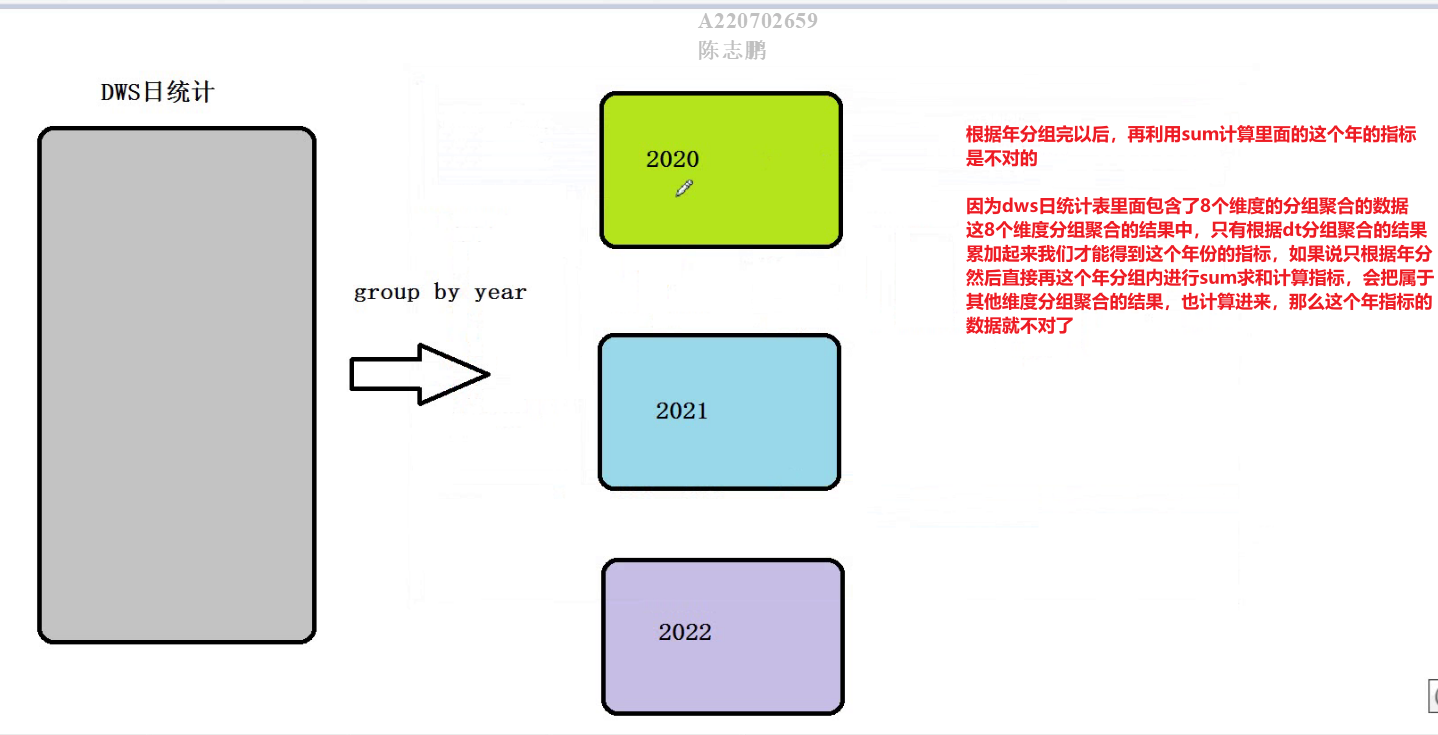 A220702659
陈志鹏
DWS日统计
group by year
2020
2021
2022
根据年分组完以后，再利用sum计算里面的这个年的指标
是不对的
因为dws日统计表里面包含了8个维度的分组聚合的数据
这8个维度分组聚合的结果中，只有根据dt分组聚合的结果
累加起来我们才能得到这个年份的指标，如果说只根据年分
然后直接再这个年分组内进行sum求和计算指标，会把属于
其他维度分组聚合的结果，也计算进来，那么这个年指标的
数据就不对了